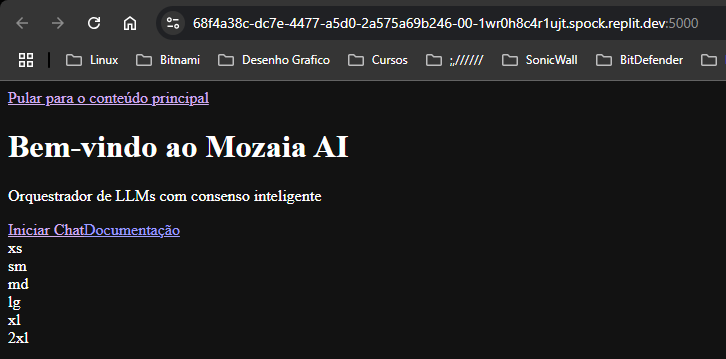 68f4a38c-dc7e-4477-a5d0-2a575a69b246-00-1wr0h8c4r1ujt.spock.replit.dev:5000
Linux Bitnami Desenho Grafico Cursos ;;////// SonicWall BitDefender
Pular para o conteúdo principal
Bem-vindo ao Mozaia AI
Orquestrador de LLMs com consenso inteligente
Iniciar ChatDocumentação
xs
sm
md
lg
xl
2xl